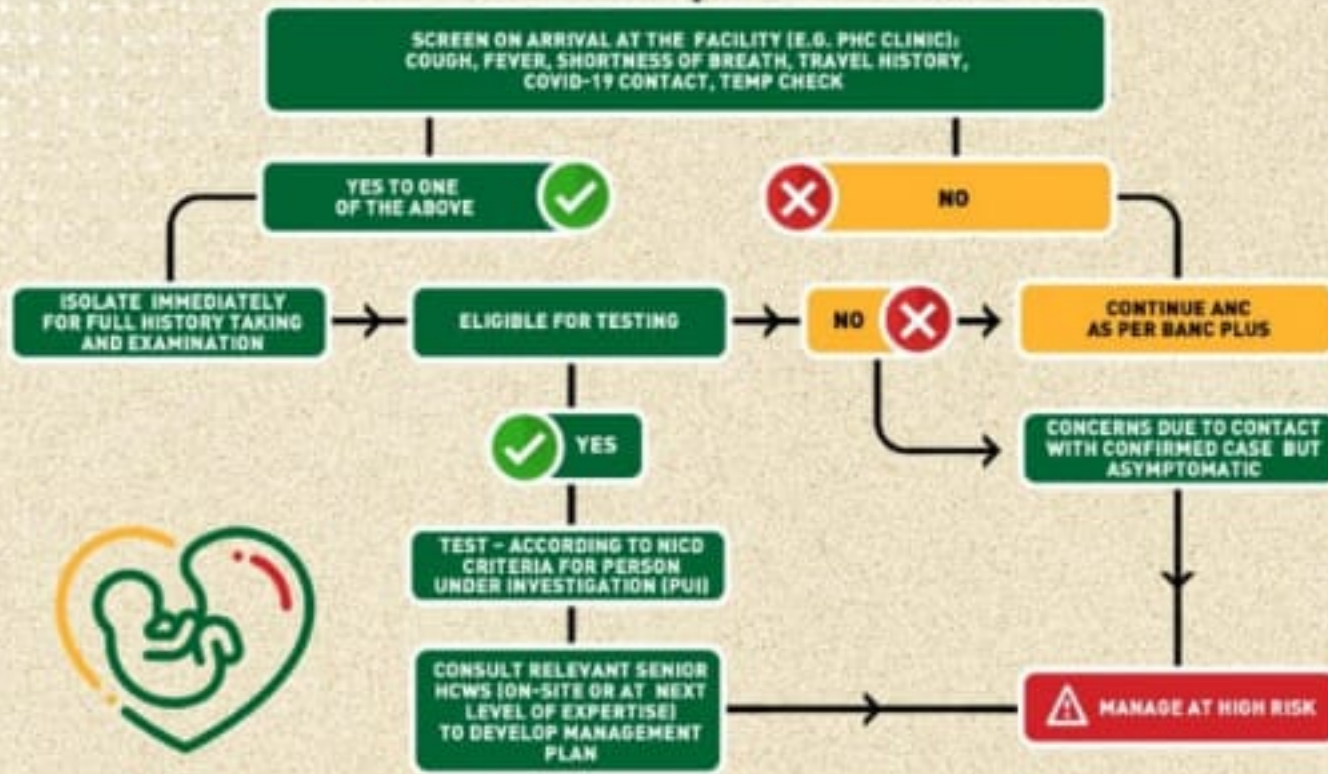 SCREEN ON ARRIVAL AT THE FACILITY (E.G. PHC CLINIC):
COUGH, FEVER, SHORTNESS OF BREATH, TRAVEL HISTORY,
COVID-19 CONTACT, TEMP CHECK
YES TO ONE
OF THE ABOVE
NO
ISOLATE IMMEDIATELY
FOR FULL HISTORY TAKING
AND EXAMINATION
ELIGIBLE FOR TESTING
NO
CONTINUE ANC
AS PER BANC PLUS
YES
CONCERNS DUE TO CONTACT
WITH CONFIRMED CASE BUT
ASYMPTOMATIC
TEST – ACCORDING TO NICD
CRITERIA FOR PERSON
UNDER INVESTIGATION (PUI)
CONSULT RELEVANT SENIOR
HCWS (ON-SITE OR AT NEXT
LEVEL OF EXPERTISE)
TO DEVELOP MANAGEMENT
PLAN
MANAGE AT HIGH RISK